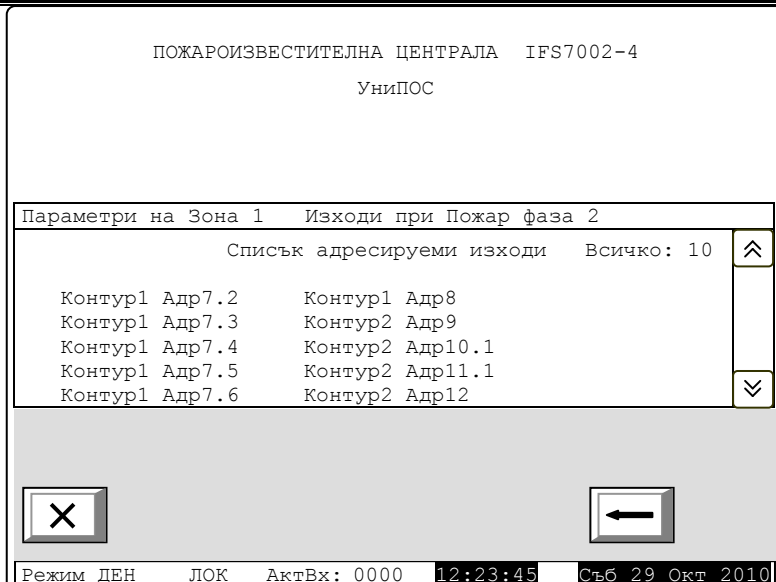 ПОЖАРОИЗВЕСТИТЕЛНА ЦЕНТРАЛА IFS7002-4
УниПОС
Параметри на Зона 1 Изходи при Пожар фаза 2
Списък адресируеми изходи Всичко: 10
Контур1 Адр7.2 Контур1 Адр8
Контур1 Адр7.3 Контур2 Адр9
Контур1 Адр7.4 Контур2 Адр10.1
Контур1 Адр7.5 Контур2 Адр11.1
Контур1 Адр7.6 Контур2 Адр12
Режим ДЕН ЛОК АктВх: 0000 12:23:45 Съб 29 Окт 2010